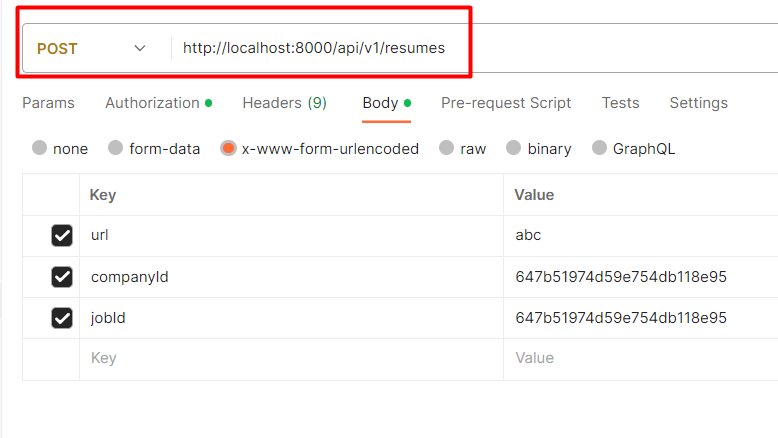 POST http://localhost:8000/api/v1/resumes
Params Authorization Headers (9) Body Pre-request Script Tests Settings
none form-data x-www-form-urlencoded raw binary GraphQL
Key Value
url abc
companyId 647b51974d59e754db118e95
jobId 647b51974d59e754db118e95
Key Value